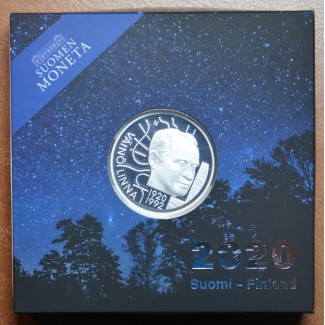 SUOMEN
MONETA
VÄINÖ LINNA
1920
1992
2020
Suomi - Finland